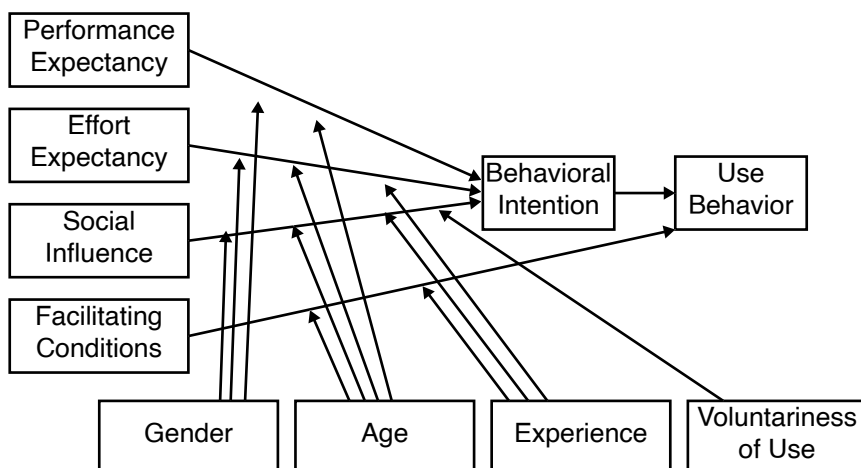 Performance
Expectancy
Effort
Expectancy
Social
Influence
Facilitating
Conditions
Behavioral
Intention
Use
Behavior
Gender
Age
Experience
Voluntariness
of Use